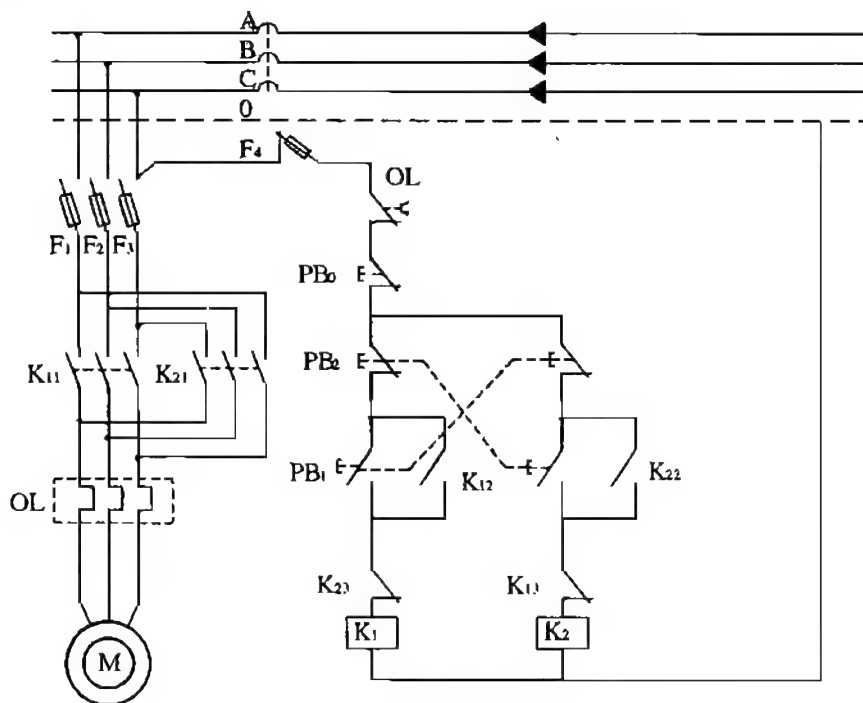 A
B
C
0
F4
OL
F1 F2 F3
PB0
K11 K21
PB2
PB1 K12 K22
OL
K23 K13
K1 K2
M